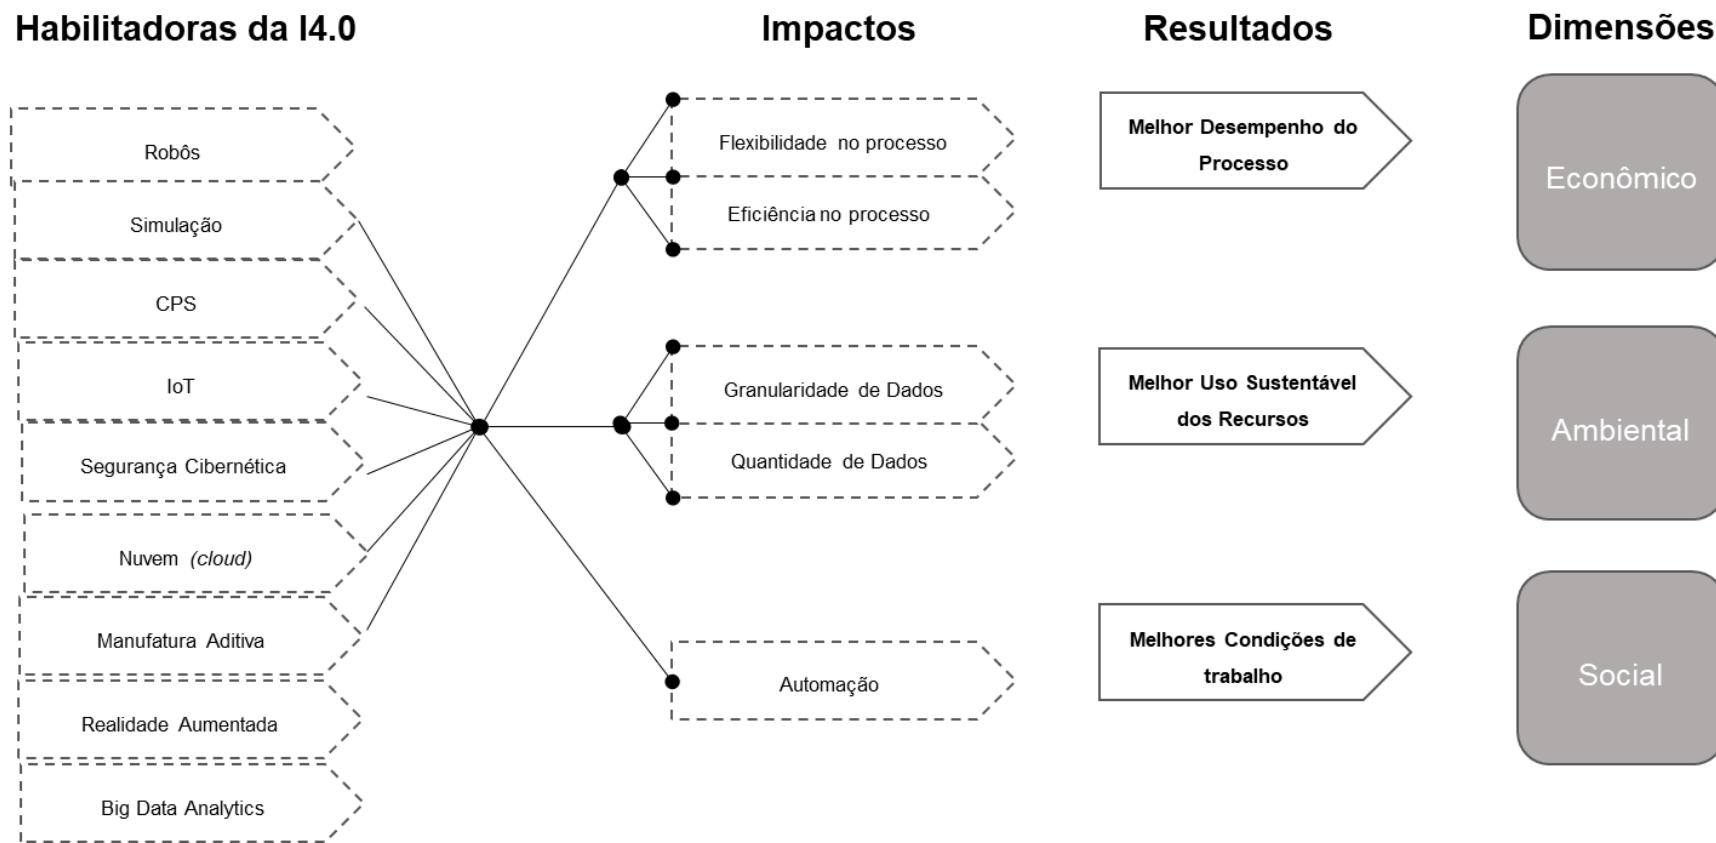 Habilitadoras da I4.0
Impactos
Resultados
Dimensões
Robôs
Simulação
CPS
IoT
Segurança Cibernética
Nuvem (cloud)
Manufatura Aditiva
Realidade Aumentada
Big Data Analytics
Flexibilidade no processo
Eficiência no processo
Granularidade de Dados
Quantidade de Dados
Automação
Melhor Desempenho do
Processo
Melhor Uso Sustentável
dos Recursos
Melhores Condições de
trabalho
Econômico
Ambiental
Social